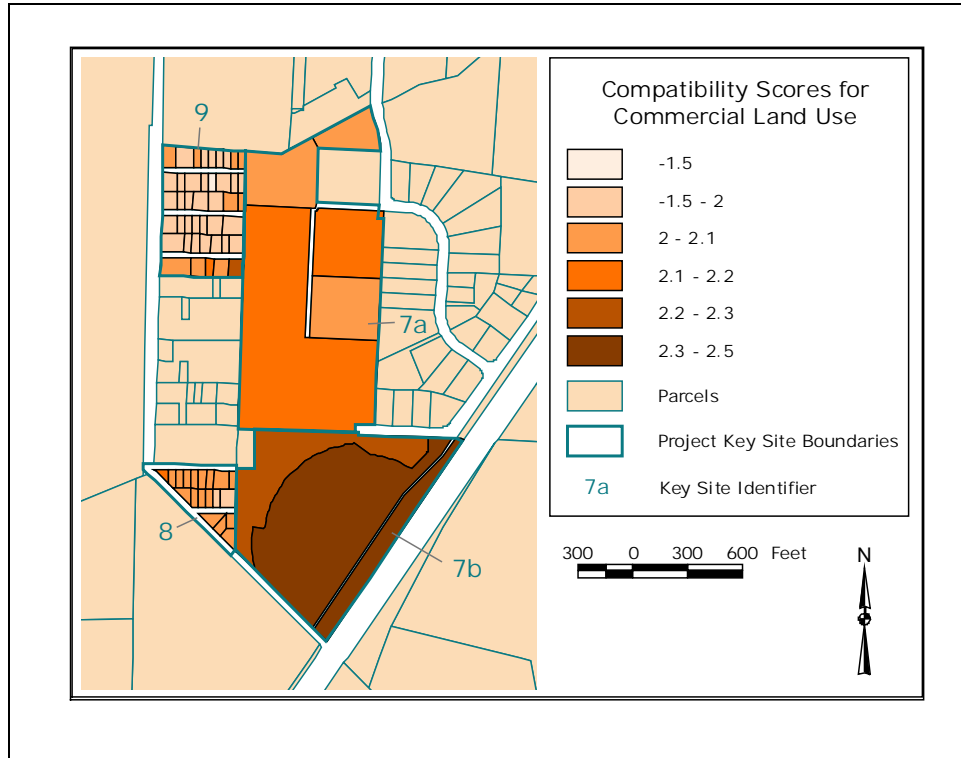 9
7a
8
7b
Compatibility Scores for
Commercial Land Use
-1.5
-1.5 - 2
2 - 2.1
2.1 - 2.2
2.2 - 2.3
2.3 - 2.5
Parcels
Project Key Site Boundaries
7a Key Site Identifier
300 0 300 600 Feet
N